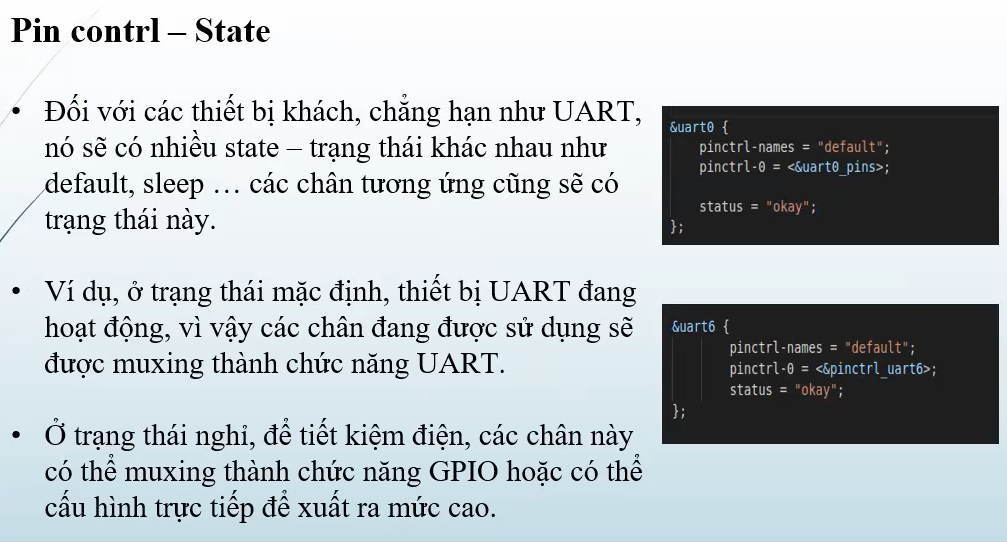 Pin contrl – State
• Đối với các thiết bị khách, chẳng hạn như UART,
nó sẽ có nhiều state – trạng thái khác nhau như
default, sleep … các chân tương ứng cũng sẽ có
trạng thái này.
• Ví dụ, ở trạng thái mặc định, thiết bị UART đang
hoạt động, vì vậy các chân đang được sử dụng sẽ
được muxing thành chức năng UART.
• Ở trạng thái nghỉ, để tiết kiệm điện, các chân này
có thể muxing thành chức năng GPIO hoặc có thể
cấu hình trực tiếp để xuất ra mức cao.
&uart0 {
pinctrl-names = "default";
pinctrl-0 = <&uart0_pins>;
status = "okay";
};
&uart6 {
pinctrl-names = "default";
pinctrl-0 = <&pinctrl_uart6>;
status = "okay";
};